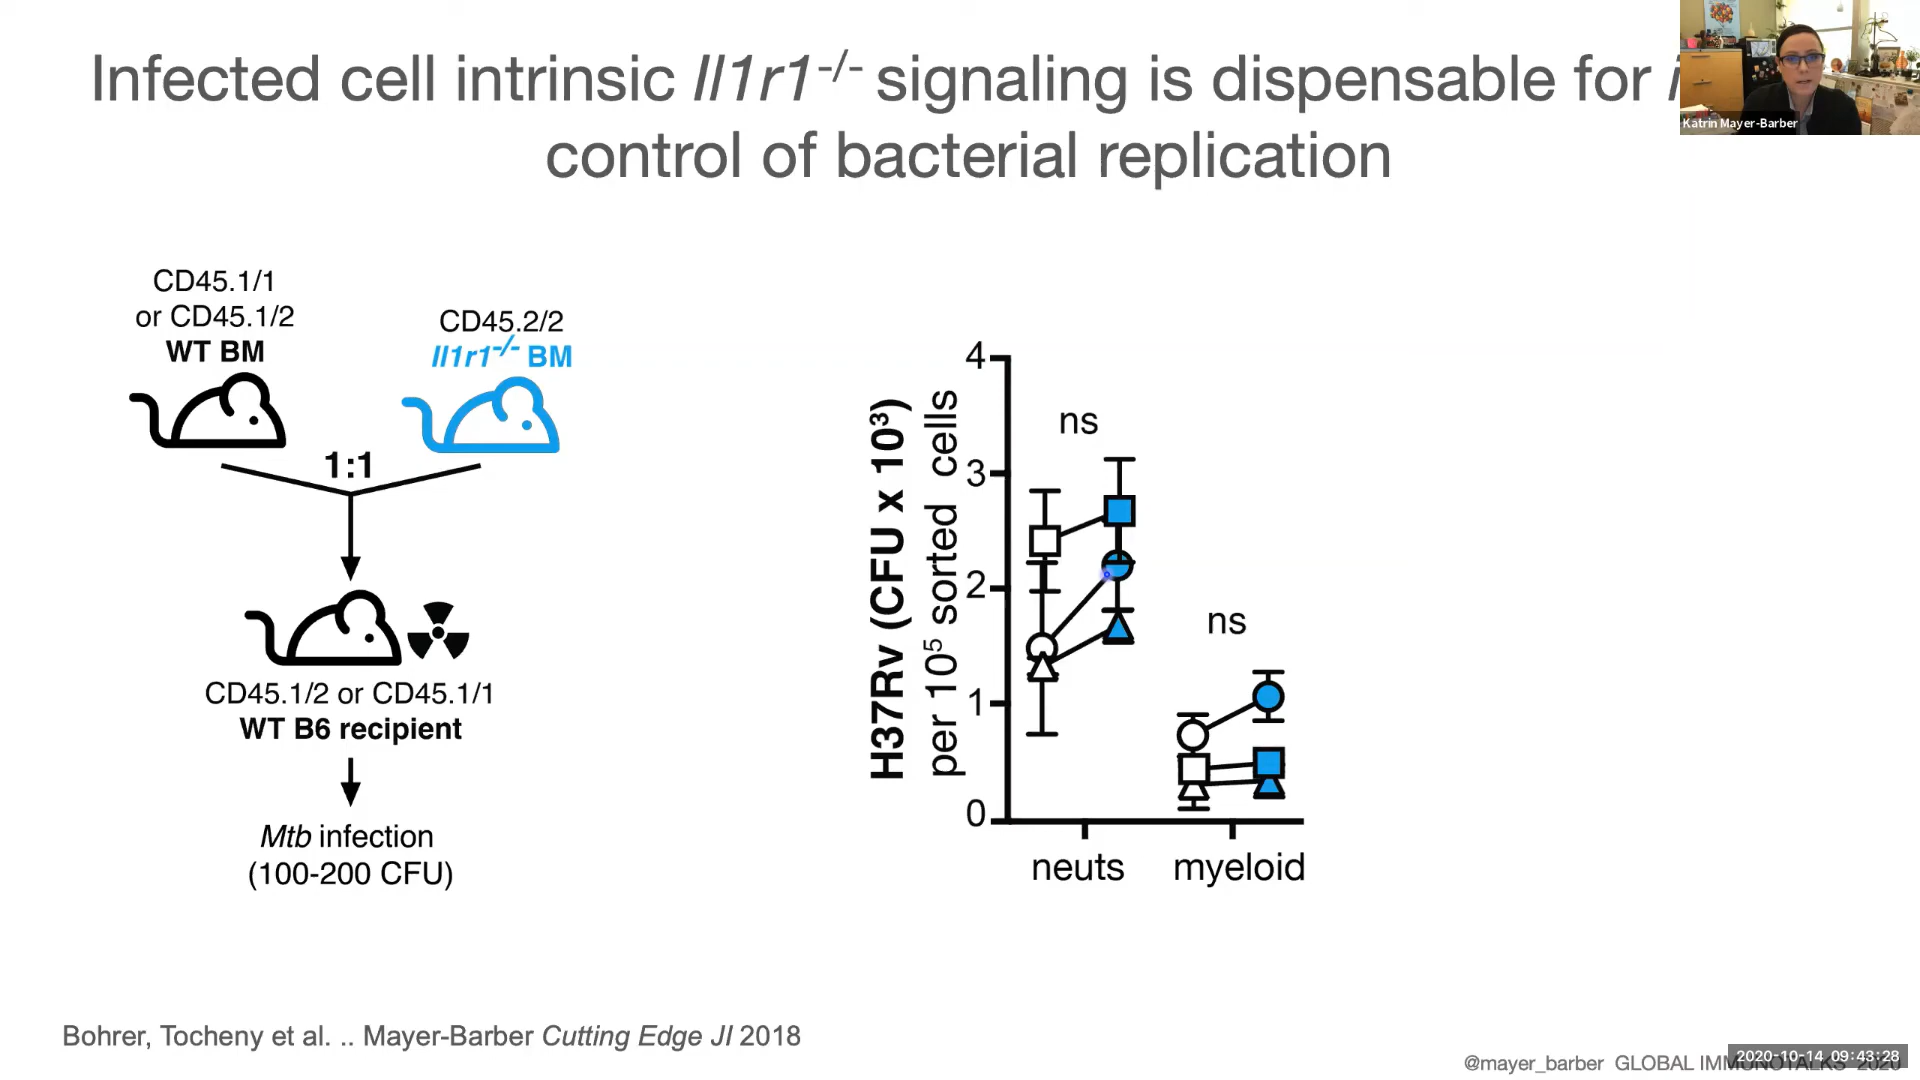 Infected cell intrinsic Il1r1-/- signaling is dispensable for i
control of bacterial replication
Katrin Mayer-Barber
CD45.1/1
or CD45.1/2
WT BM
CD45.2/2
Il1r1-/- BM
1:1
CD45.1/2 or CD45.1/1
WT B6 recipient
Mtb infection
(100-200 CFU)
H37Rv (CFU x 10³)
per 10⁵ sorted cells
4
3
2
1
0
ns
ns
neuts
myeloid
Bohrer, Tocheny et al. .. Mayer-Barber Cutting Edge JI 2018
@mayer_barber GLOBAL IMMUNOTALKS 2020
2020-10-14 09:43:28